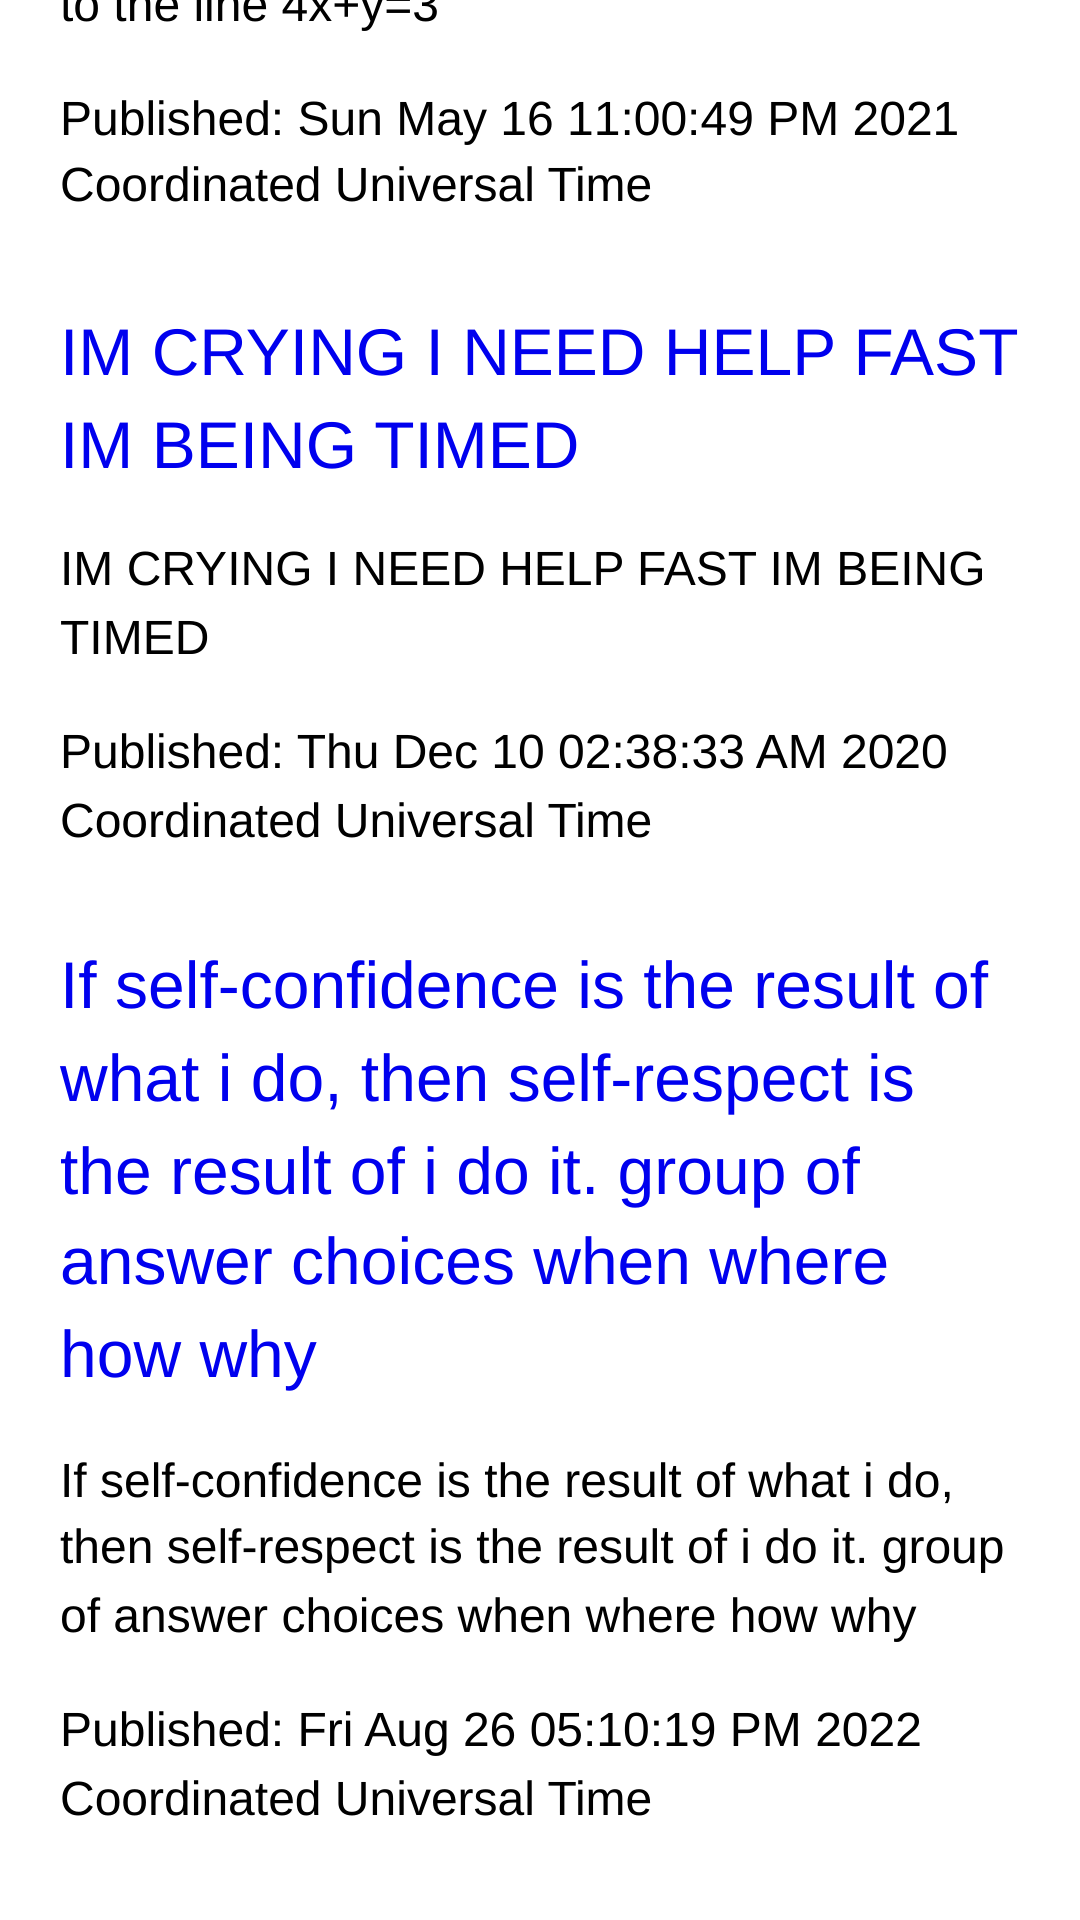 to the line 4x+y=3
Published: Sun May 16 11:00:49 PM 2021
Coordinated Universal Time
IM CRYING I NEED HELP FAST
IM BEING TIMED
IM CRYING I NEED HELP FAST IM BEING
TIMED
Published: Thu Dec 10 02:38:33 AM 2020
Coordinated Universal Time
If self-confidence is the result of
what i do, then self-respect is
the result of i do it. group of
answer choices when where
how why
If self-confidence is the result of what i do,
then self-respect is the result of i do it. group
of answer choices when where how why
Published: Fri Aug 26 05:10:19 PM 2022
Coordinated Universal Time